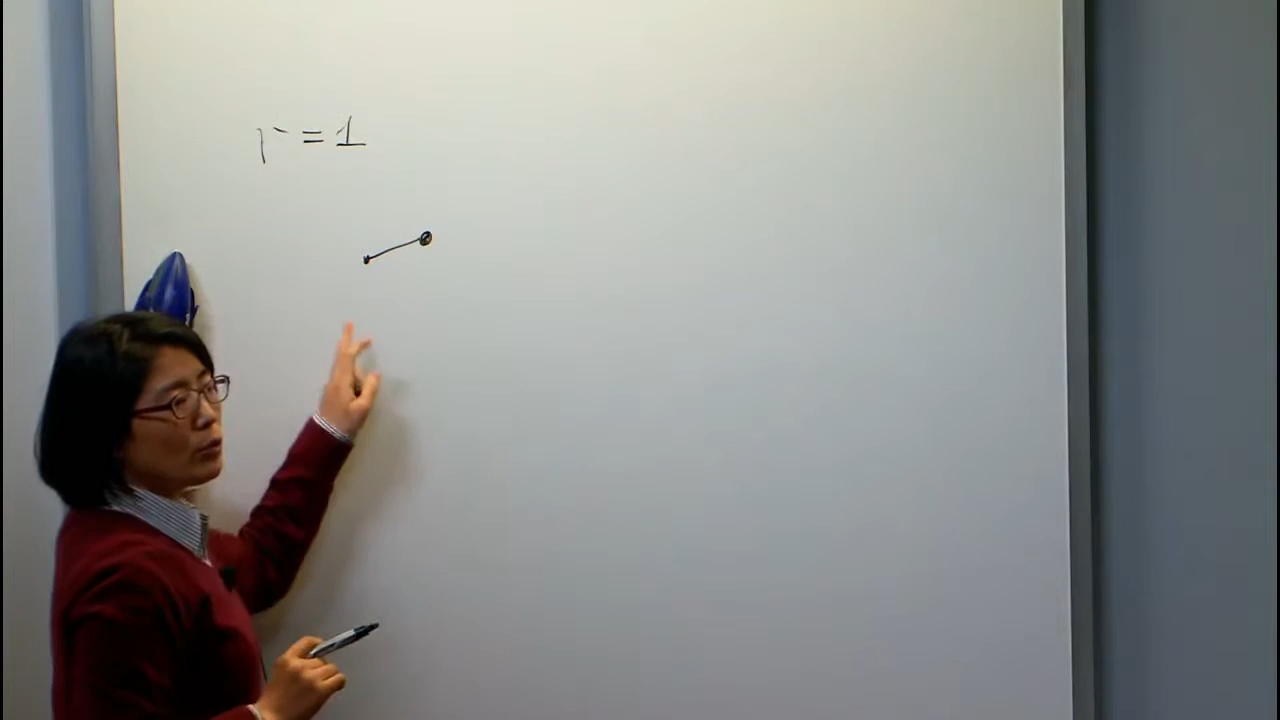 r = 1